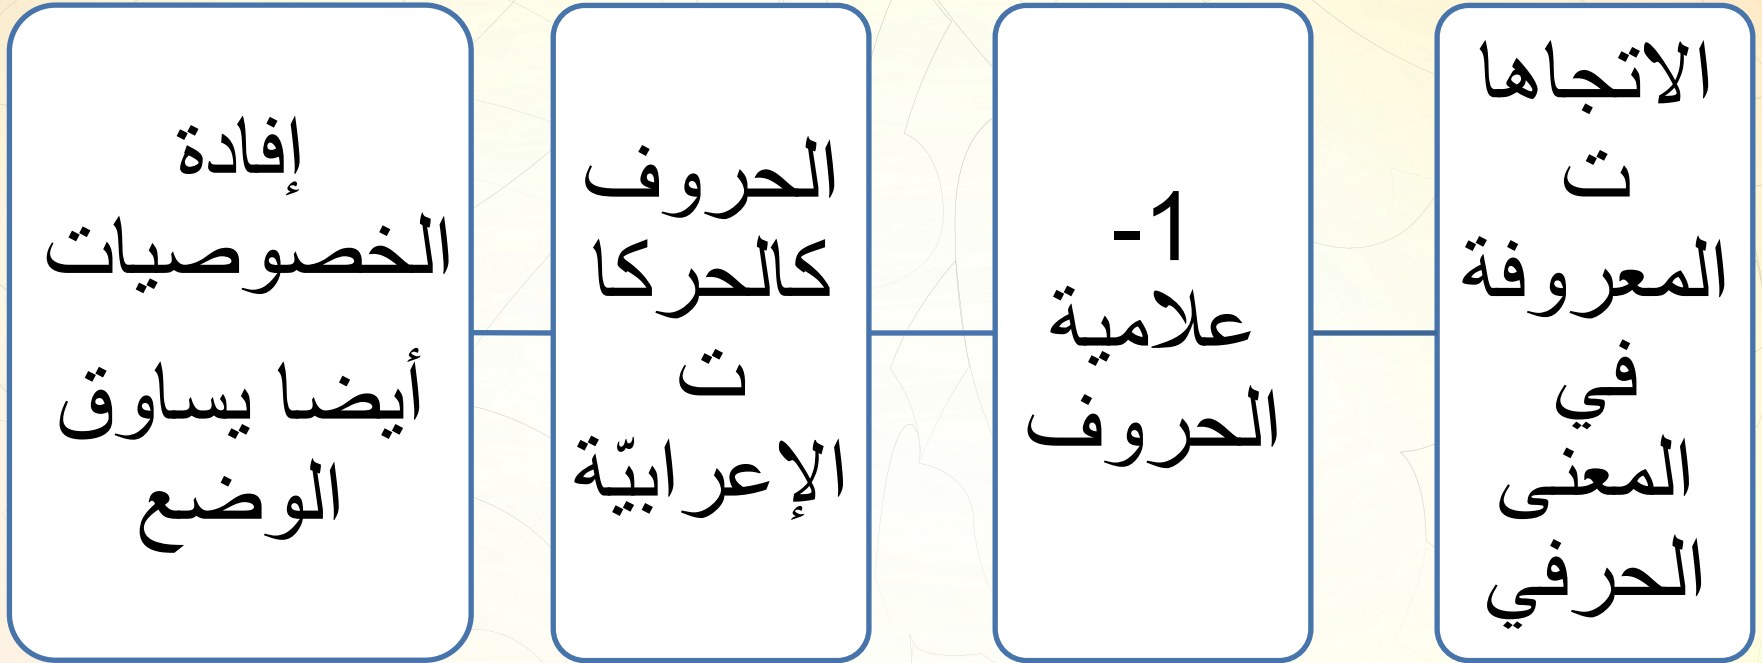 الاتجاها
ت
المعروفة
في
المعنى
الحرفي
1-
علامية
الحروف
الحروف
كالحركا
ت
الإعرابيّة
إفادة
الخصوصيات
أيضا يساوق
الوضع